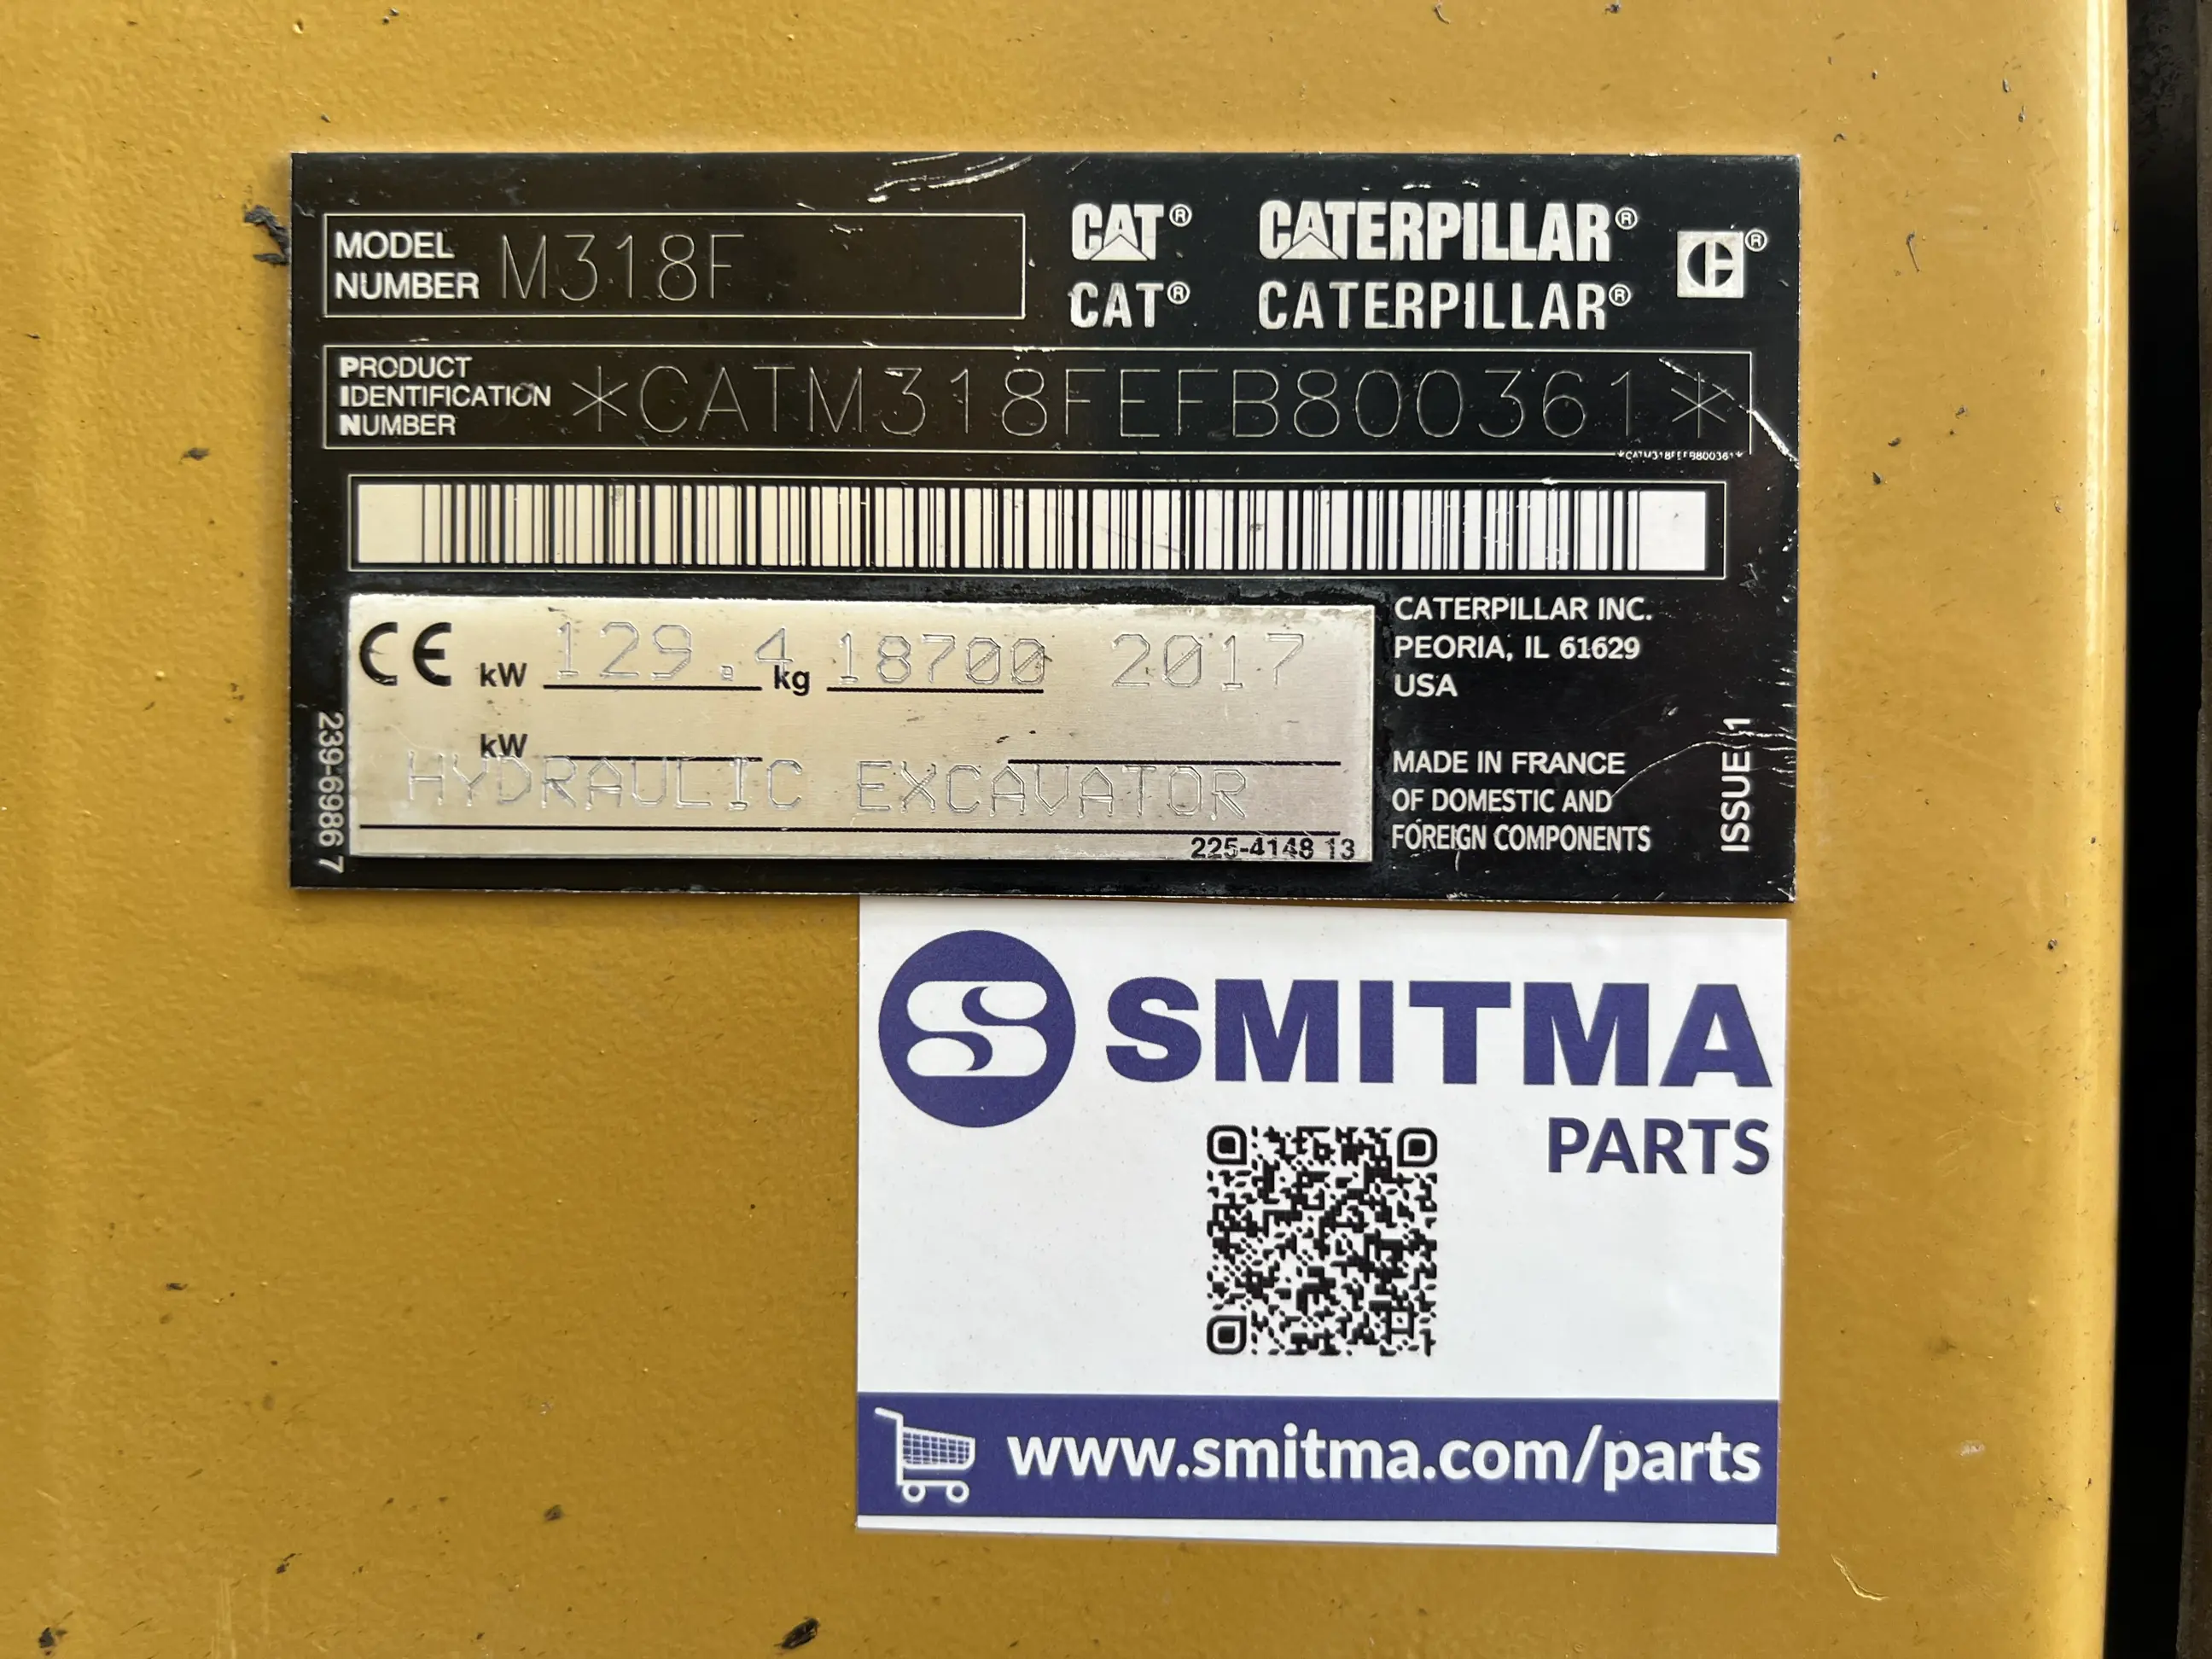 MODEL NUMBER M318F
CAT® CATERPILLAR® ®
CAT® CATERPILLAR®
PRODUCT IDENTIFICATION NUMBER *CATM318FEFB800361*
*CATM318FEFB800361*
CE kW 129.4 kg 18700 2017
kW
HYDRAULIC EXCAVATOR
225-4148 13
239-6986 7
CATERPILLAR INC.
PEORIA, IL 61629
USA
MADE IN FRANCE
OF DOMESTIC AND
FOREIGN COMPONENTS
ISSUE 1
S SMITMA
PARTS
www.smitma.com/parts